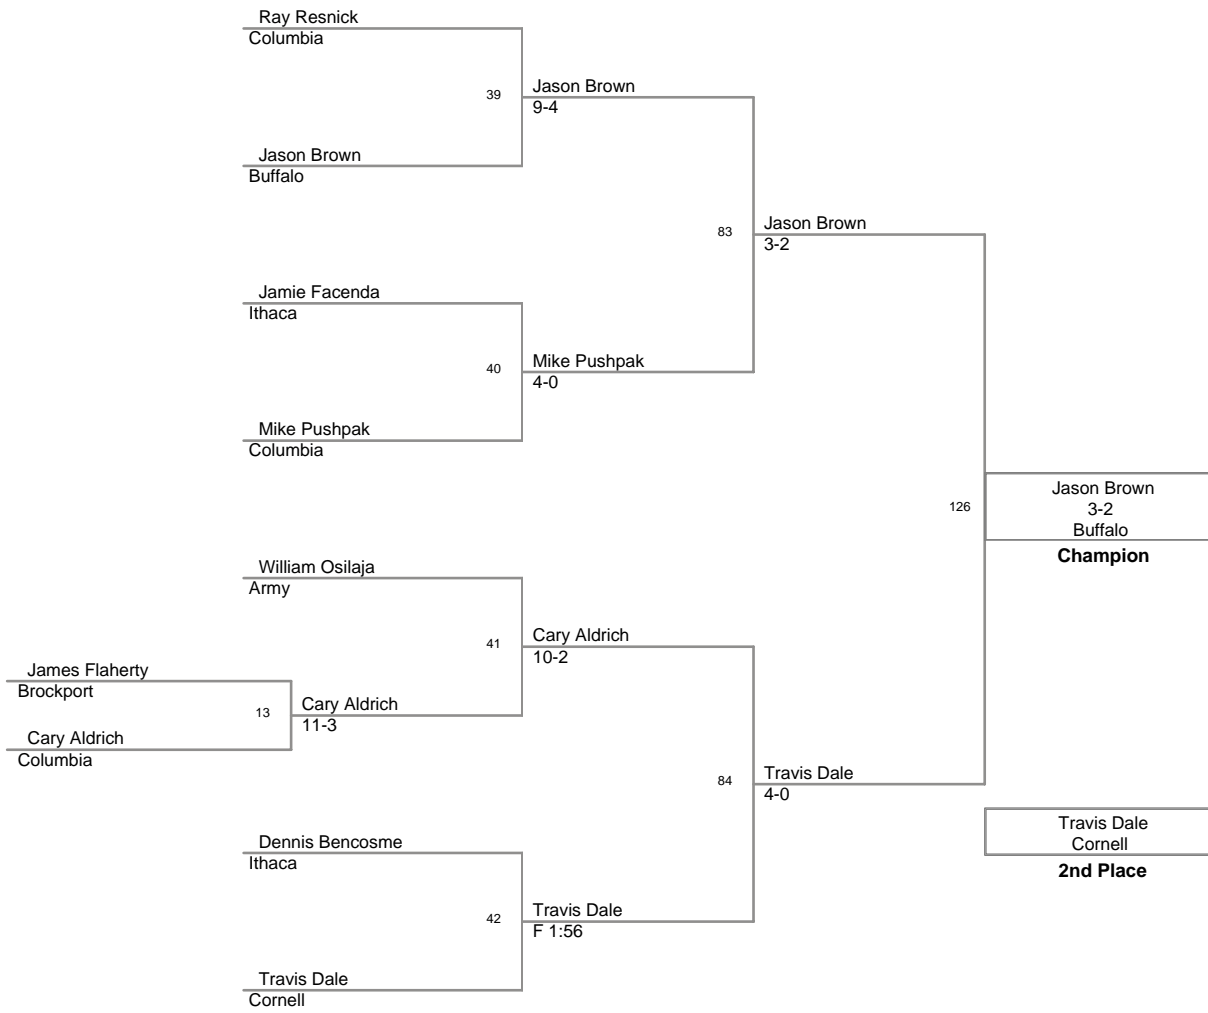 Ray Resnick
Columbia
39
Jason Brown
9-4
Jason Brown
Buffalo
83
Jason Brown
3-2
Jamie Facenda
Ithaca
40
Mike Pushpak
4-0
Mike Pushpak
Columbia
126
Jason Brown
3-2
Buffalo
Champion
William Osilaja
Army
41
Cary Aldrich
10-2
James Flaherty
Brockport
13
Cary Aldrich
11-3
Cary Aldrich
Columbia
84
Travis Dale
4-0
Travis Dale
Cornell
2nd Place
Dennis Bencosme
Ithaca
42
Travis Dale
F 1:56
Travis Dale
Cornell